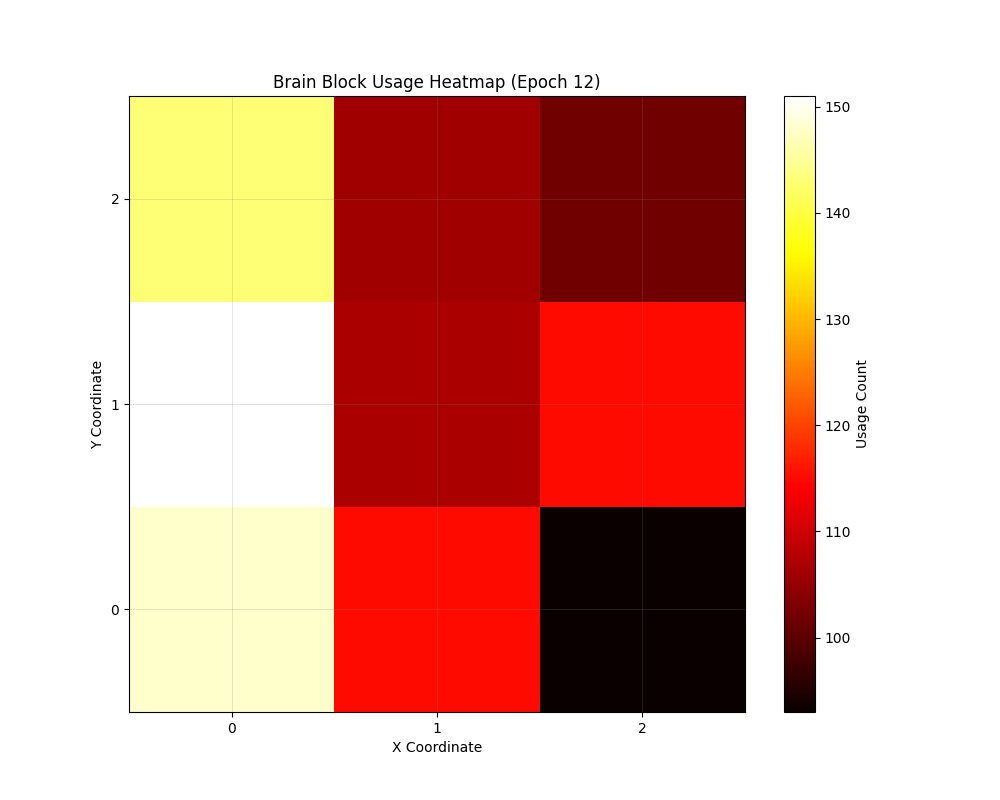 Brain Block Usage Heatmap (Epoch 12)
150
140
130
120
110
100
Usage Count
2
1
0
Y Coordinate
0 1 2
X Coordinate